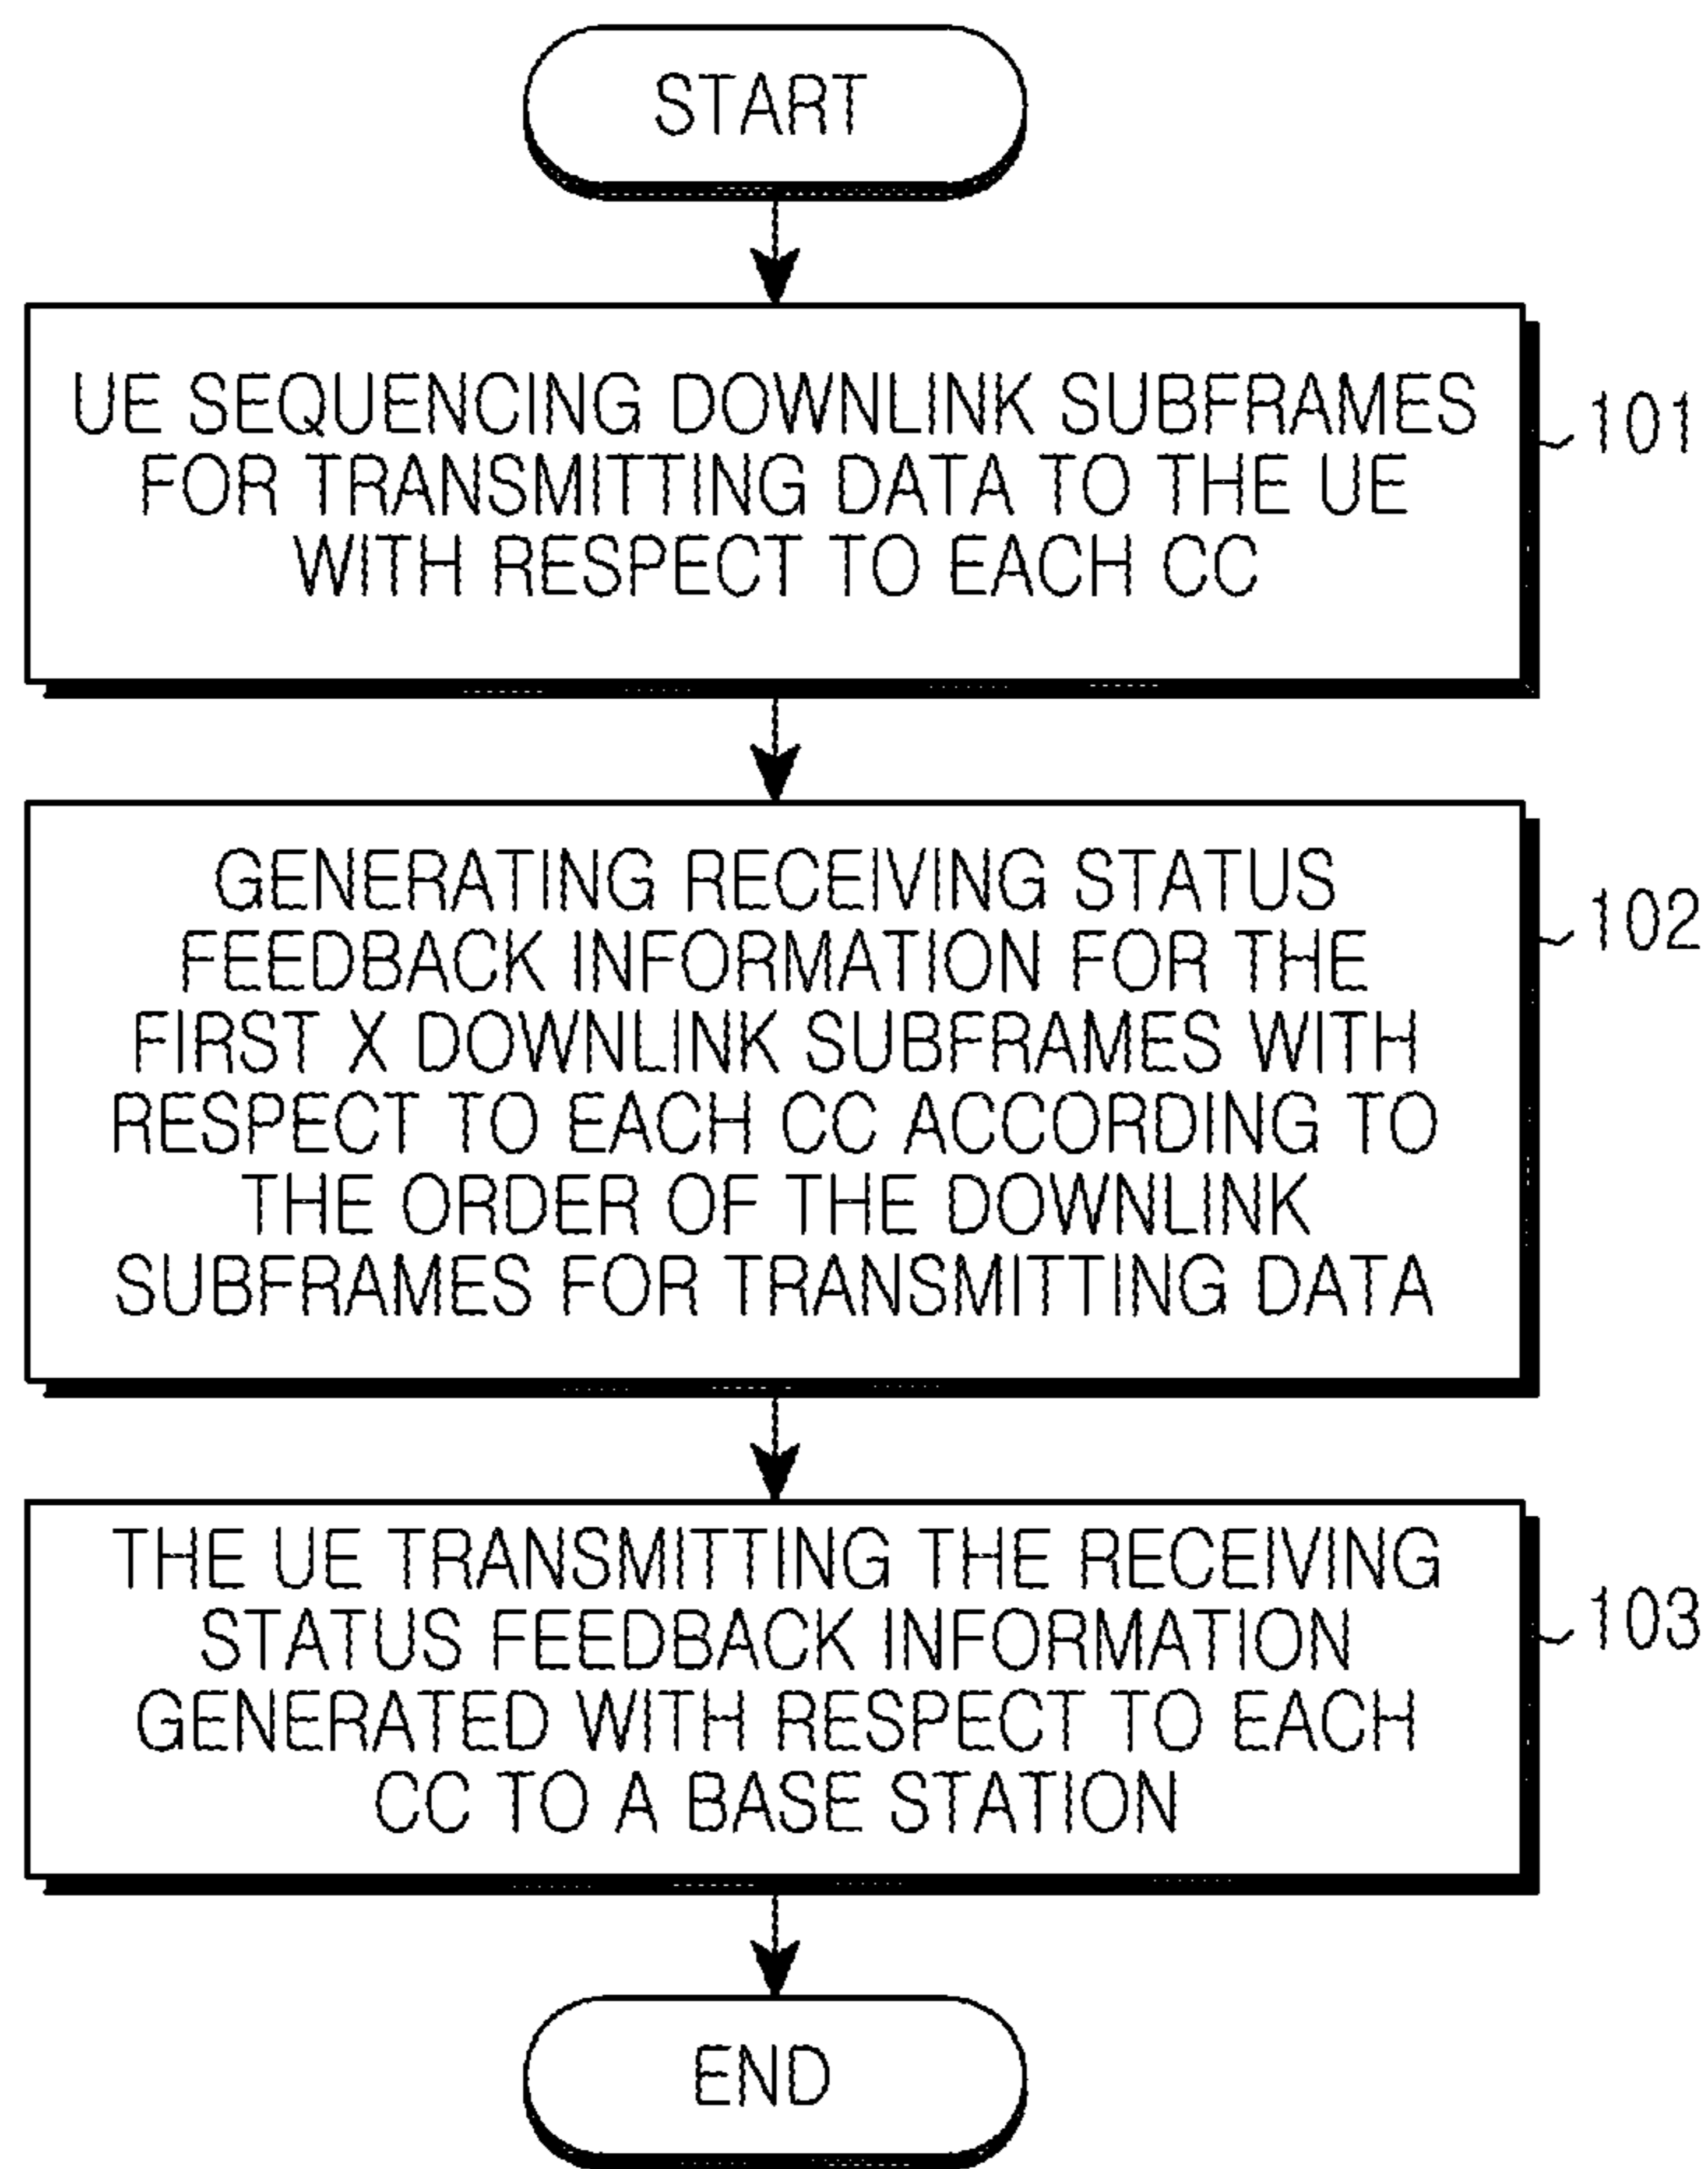 START
UE SEQUENCING DOWNLINK SUBFRAMES
FOR TRANSMITTING DATA TO THE UE
WITH RESPECT TO EACH CC
101
GENERATING RECEIVING STATUS
FEEDBACK INFORMATION FOR THE
FIRST X DOWNLINK SUBFRAMES WITH
RESPECT TO EACH CC ACCORDING TO
THE ORDER OF THE DOWNLINK
SUBFRAMES FOR TRANSMITTING DATA
102
THE UE TRANSMITTING THE RECEIVING
STATUS FEEDBACK INFORMATION
GENERATED WITH RESPECT TO EACH
CC TO A BASE STATION
103
END